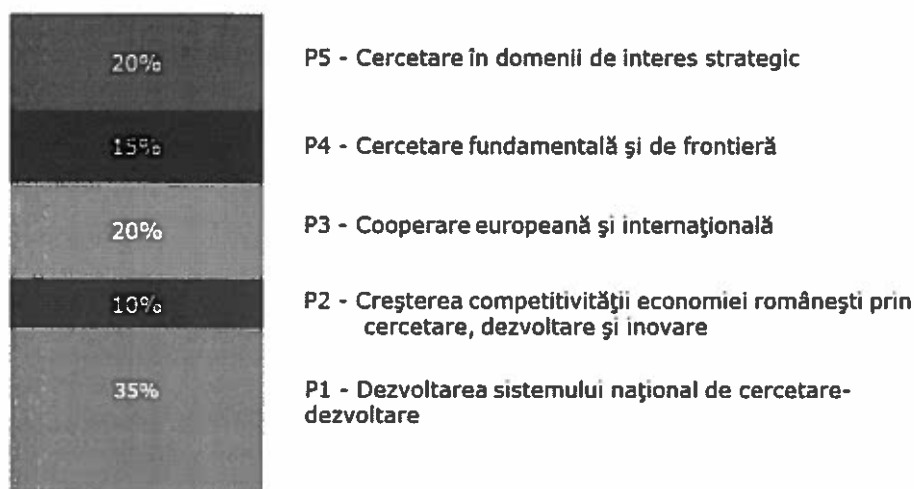 20%
P5 - Cercetare în domenii de interes strategic
15%
P4 - Cercetare fundamentală şi de frontieră
20%
P3 - Cooperare europeană şi internaţională
10%
P2 - Creşterea competitivităţii economiei româneşti prin
cercetare, dezvoltare şi inovare
35%
P1 - Dezvoltarea sistemului naţional de cercetare-
dezvoltare